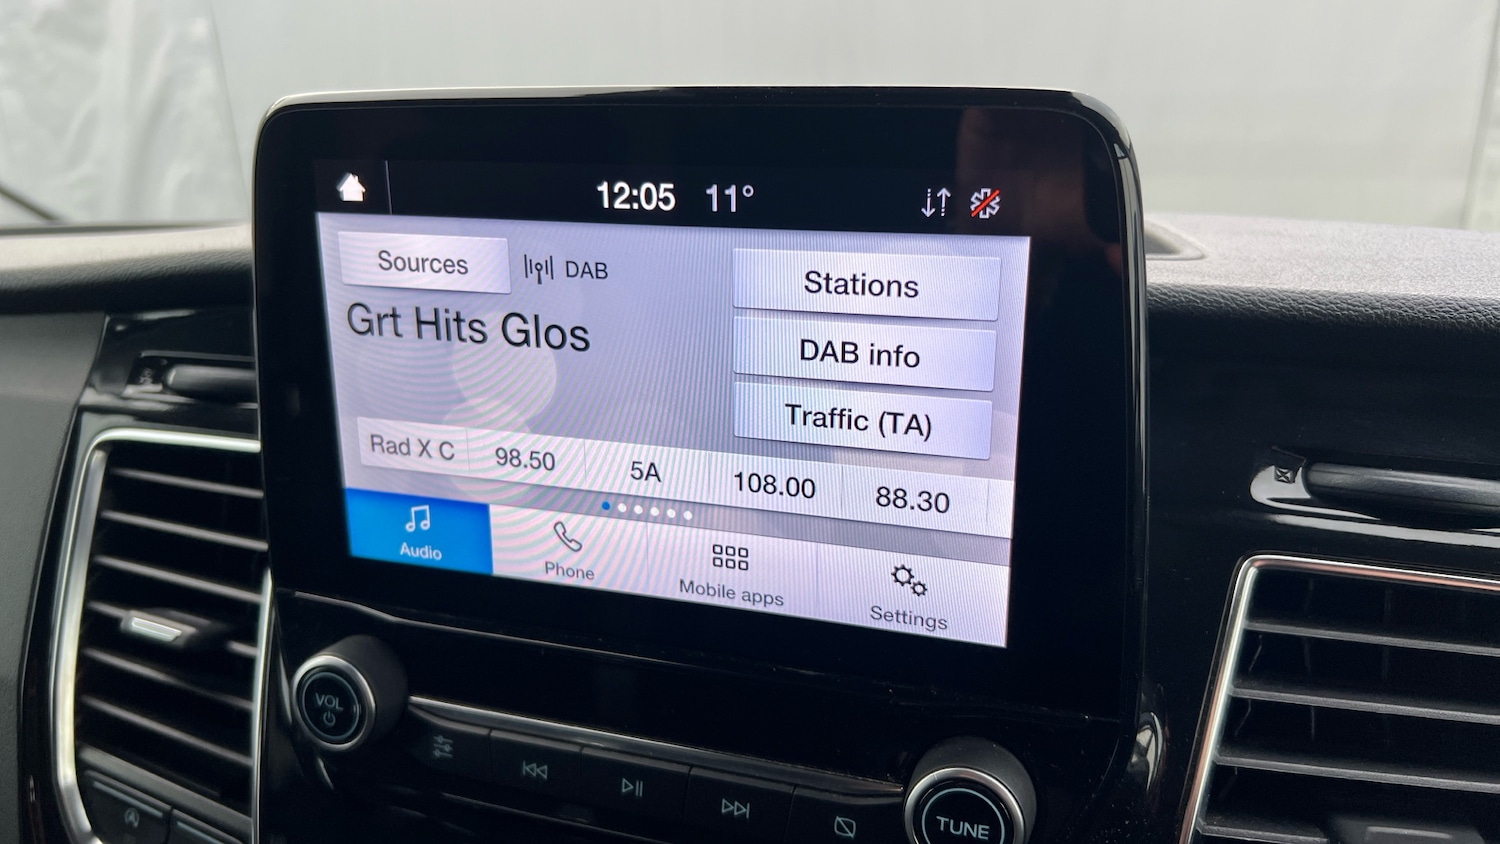 12:05 11°
Sources DAB
Stations
Grt Hits Glos
DAB info
Traffic (TA)
Rad X C 98.50 5A 108.00 88.30
Audio Phone Mobile apps Settings
VOL
TUNE